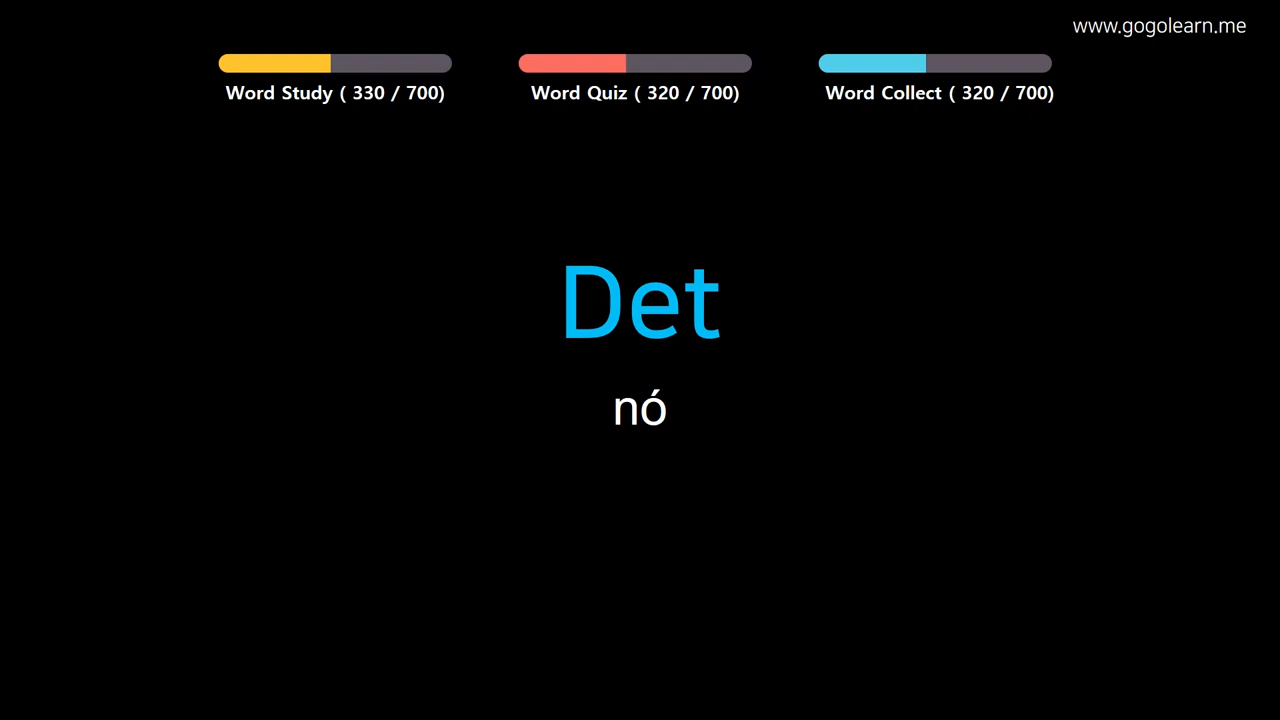 www.gogolearn.me
Word Study ( 330 / 700)
Word Quiz ( 320 / 700)
Word Collect ( 320 / 700)
Det
nó